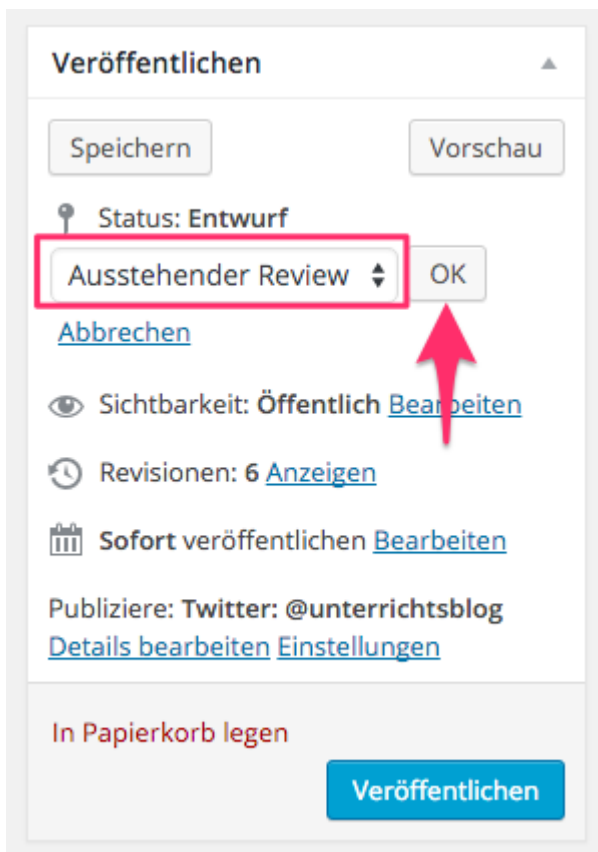 Veröffentlichen
Speichern Vorschau
Status: Entwurf
Ausstehender Review OK
Abbrechen
Sichtbarkeit: Öffentlich Bearbeiten
Revisionen: 6 Anzeigen
Sofort veröffentlichen Bearbeiten
Publiziere: Twitter: @unterrichtsblog
Details bearbeiten Einstellungen
In Papierkorb legen
Veröffentlichen